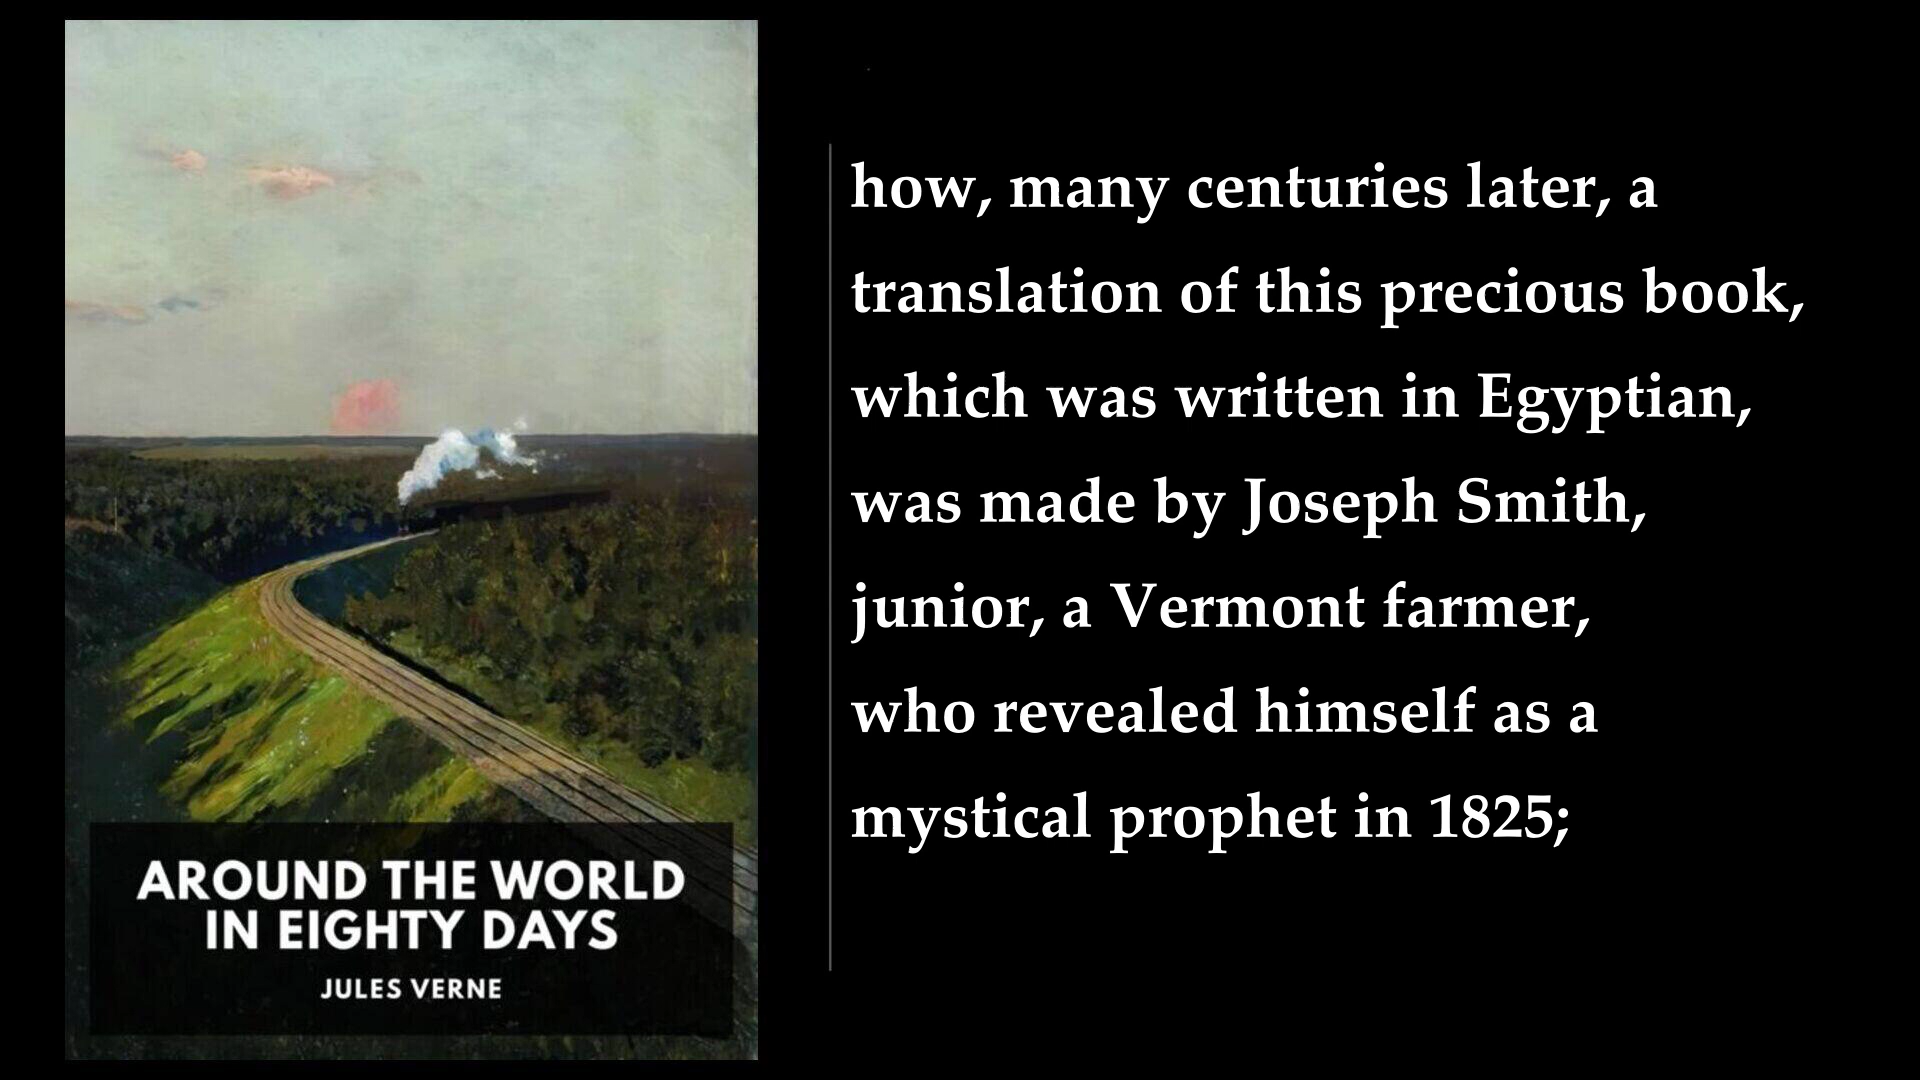 AROUND THE WORLD
IN EIGHTY DAYS
JULES VERNE
how, many centuries later, a
translation of this precious book,
which was written in Egyptian,
was made by Joseph Smith,
junior, a Vermont farmer,
who revealed himself as a
mystical prophet in 1825;